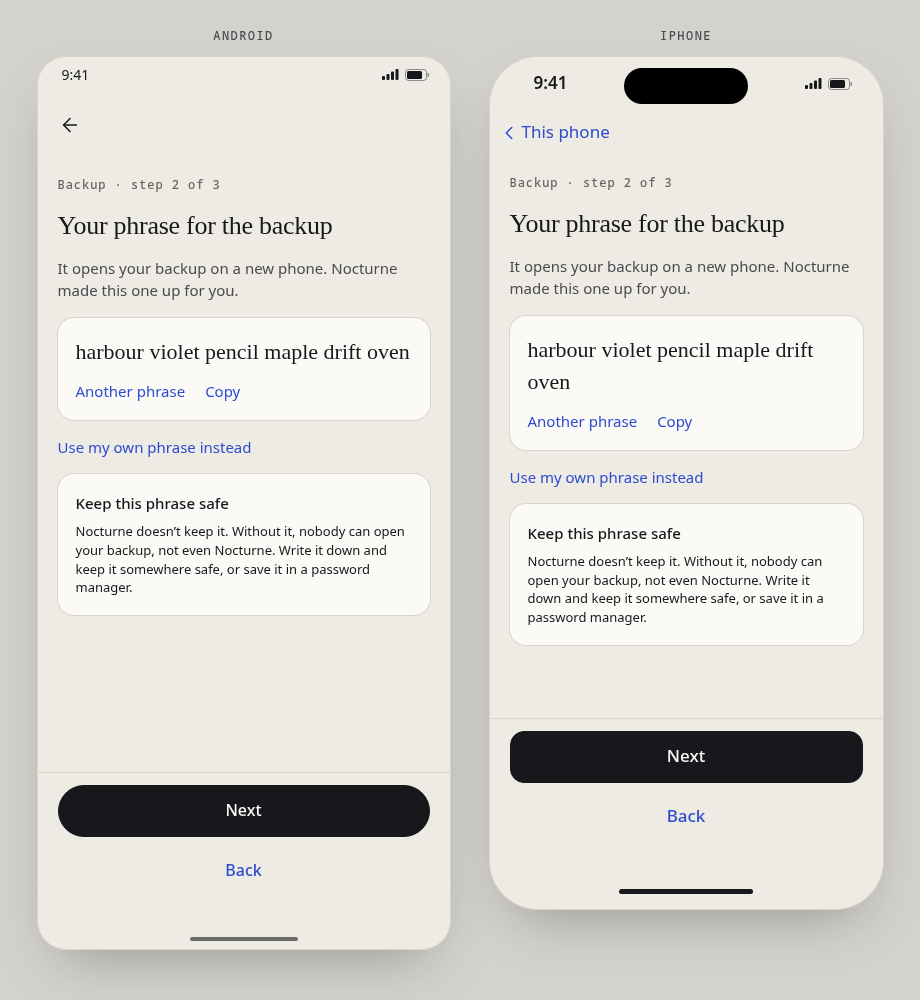 ANDROID
9:41
Backup · step 2 of 3
Your phrase for the backup
It opens your backup on a new phone. Nocturne
made this one up for you.
harbour violet pencil maple drift oven
Another phrase Copy
Use my own phrase instead
Keep this phrase safe
Nocturne doesn’t keep it. Without it, nobody can open
your backup, not even Nocturne. Write it down and
keep it somewhere safe, or save it in a password
manager.
Next
Back
IPHONE
9:41
This phone
Backup · step 2 of 3
Your phrase for the backup
It opens your backup on a new phone. Nocturne
made this one up for you.
harbour violet pencil maple drift
oven
Another phrase Copy
Use my own phrase instead
Keep this phrase safe
Nocturne doesn’t keep it. Without it, nobody can
open your backup, not even Nocturne. Write it
down and keep it somewhere safe, or save it in a
password manager.
Next
Back